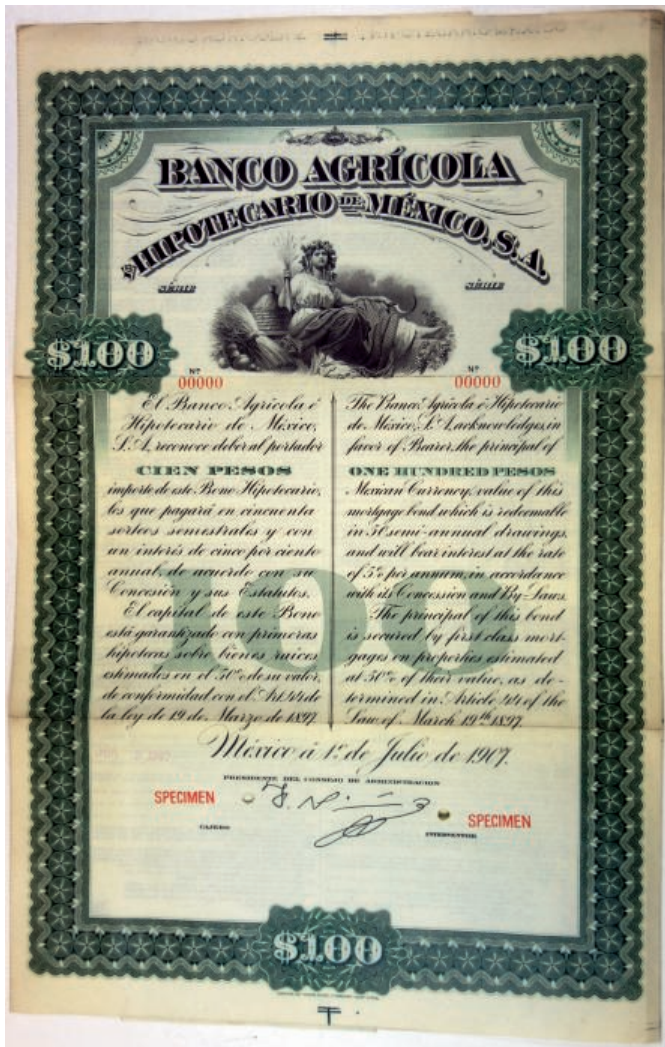 BANCO AGRÍCOLA
É HIPOTECARIO DE MÉXICO, S.A.
SÉRIE
SÉRIE
$100
$100
Nº
00000
Nº
00000
El Banco Agrícola é
Hipotecario de México,
S. A. reconoce deber al portador
CIEN PESOS
importe de este Bono Hipotecario,
los que pagará en cincuenta
sorteos semestrales y con
un interés de cinco por ciento
annual, de acuerdo con su
Concesión y sus Estatutos.
El capital de este Bono
está garantizado con primeras
hipotecas sobre bienes raices
estimados en el 50% de su valor,
de conformidad con el Art. 44 de
la ley de 19 de Marzo de 1897.
The Banco Agrícola é Hipotecario
de México, S. A. acknowledges, in
favor of Bearer, the principal of
ONE HUNDRED PESOS
Mexican Currency, value of this
mortgage bond which is redeemable
in 50 semi-annual drawings,
and will bear interest at the rate
of 5% per annum, in accordance
with its Concession and By-Laws.
The principal of this bond
is secured by first class mort-
gages on properties estimated
at 50% of their value, as de-
termined in Article 44 of the
Law of March 19th 1897.
México á 1º de Julio de 1907.
PRESIDENTE DEL CONSEJO DE ADMINISTRACION
SPECIMEN
SPECIMEN
CAJERO
INTERVENTOR
$100